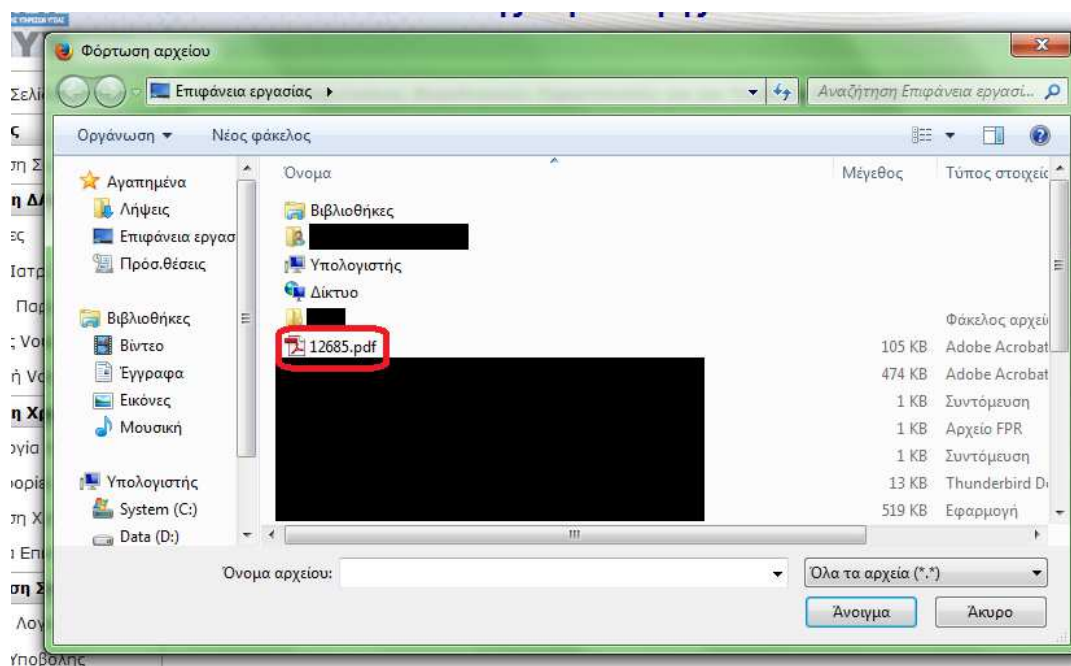 Φόρτωση αρχείου
Επιφάνεια εργασίας
Αναζήτηση Επιφάνεια εργασί...
Οργάνωση
Νέος φάκελος
Όνομα
Μέγεθος
Τύπος στοιχείο
Αγαπημένα
Λήψεις
Επιφάνεια εργασ
Πρόσ.θέσεις
Βιβλιοθήκες
Βίντεο
Έγγραφα
Εικόνες
Μουσική
Υπολογιστής
System (C:)
Data (D:)
Βιβλιοθήκες
Υπολογιστής
Δίκτυο
Φάκελος αρχεί
12685.pdf 105 KB Adobe Acrobat
474 KB Adobe Acrobat
1 KB Συντόμευση
1 KB Αρχείο FPR
1 KB Συντόμευση
13 KB Thunderbird D
519 KB Εφαρμογή
Όνομα αρχείου:
Όλα τα αρχεία (*.*)
Άνοιγμα
Άκυρο